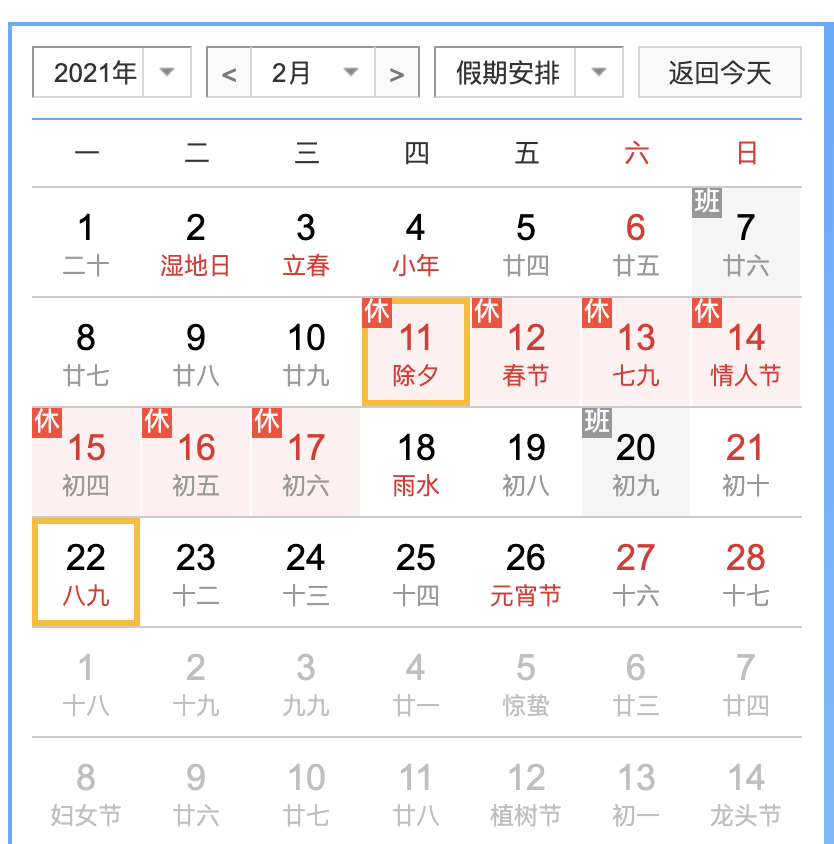 2021年 < 2月 > 假期安排 返回今天
一 二 三 四 五 六 日
班
1 2 3 4 5 6 7
二十 湿地日 立春 小年 廿四 廿五 廿六
休 休 休 休
8 9 10 11 12 13 14
廿七 廿八 廿九 除夕 春节 七九 情人节
休 休 休 班
15 16 17 18 19 20 21
初四 初五 初六 雨水 初八 初九 初十
22 23 24 25 26 27 28
八九 十二 十三 十四 元宵节 十六 十七
1 2 3 4 5 6 7
十八 十九 九九 廿一 惊蛰 廿三 廿四
8 9 10 11 12 13 14
妇女节 廿六 廿七 廿八 植树节 初一 龙头节